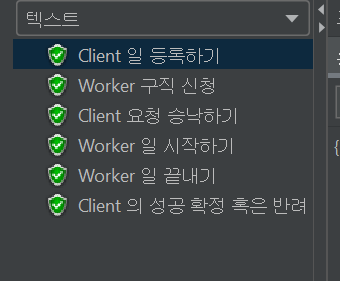 텍스트
Client 일 등록하기
Worker 구직 신청
Client 요청 승낙하기
Worker 일 시작하기
Worker 일 끝내기
Client 의 성공 확정 혹은 반려
{